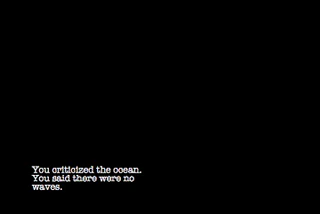 You criticized the ocean.
You said there were no
waves.